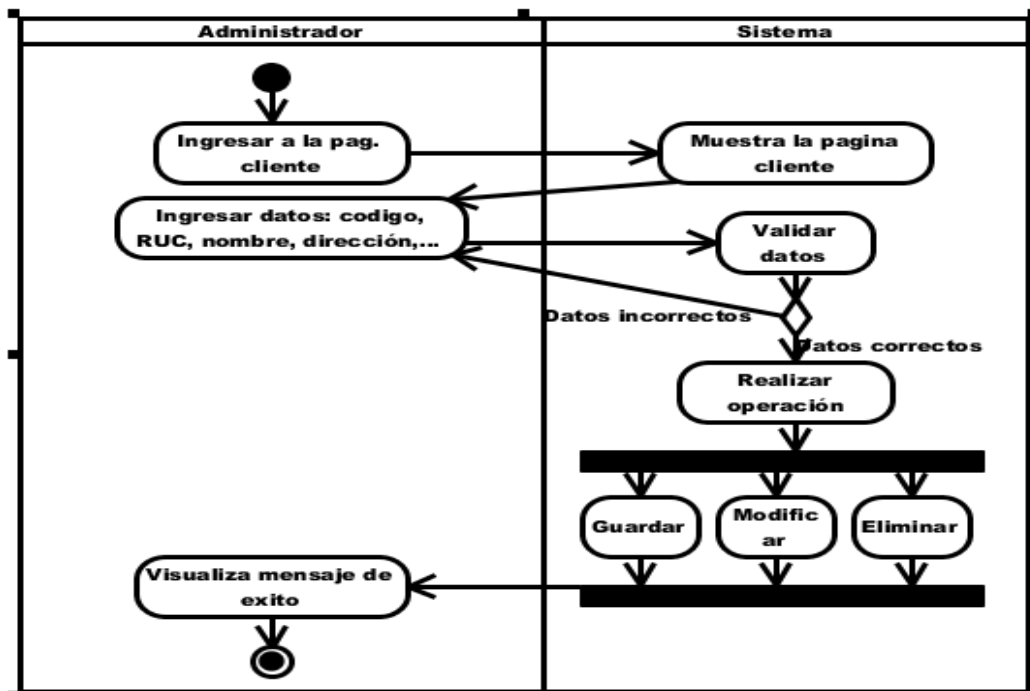 Administrador
Sistema
Ingresar a la pag.
cliente
Muestra la pagina
cliente
Ingresar datos: codigo,
RUC, nombre, dirección,...
Validar
datos
Datos incorrectos
Datos correctos
Realizar
operación
Guardar
Modific
ar
Eliminar
Visualiza mensaje de
exito